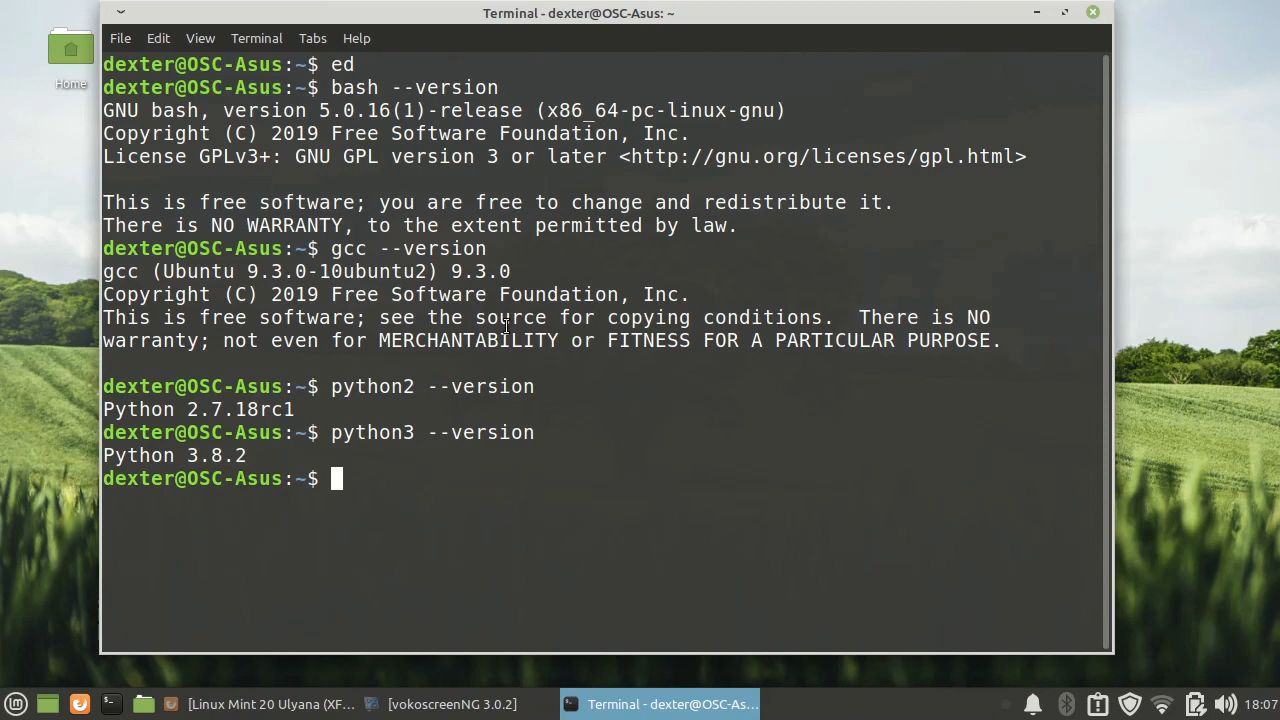 Terminal - dexter@OSC-Asus: ~
Home
File Edit View Terminal Tabs Help
dexter@OSC-Asus:~$ ed
dexter@OSC-Asus:~$ bash --version
GNU bash, version 5.0.16(1)-release (x86_64-pc-linux-gnu)
Copyright (C) 2019 Free Software Foundation, Inc.
License GPLv3+: GNU GPL version 3 or later <http://gnu.org/licenses/gpl.html>

This is free software; you are free to change and redistribute it.
There is NO WARRANTY, to the extent permitted by law.
dexter@OSC-Asus:~$ gcc --version
gcc (Ubuntu 9.3.0-10ubuntu2) 9.3.0
Copyright (C) 2019 Free Software Foundation, Inc.
This is free software; see the source for copying conditions.  There is NO
warranty; not even for MERCHANTABILITY or FITNESS FOR A PARTICULAR PURPOSE.

dexter@OSC-Asus:~$ python2 --version
Python 2.7.18rc1
dexter@OSC-Asus:~$ python3 --version
Python 3.8.2
dexter@OSC-Asus:~$
[Linux Mint 20 Ulyana (XF... [vokoscreenNG 3.0.2] Terminal - dexter@OSC-As... 18:07